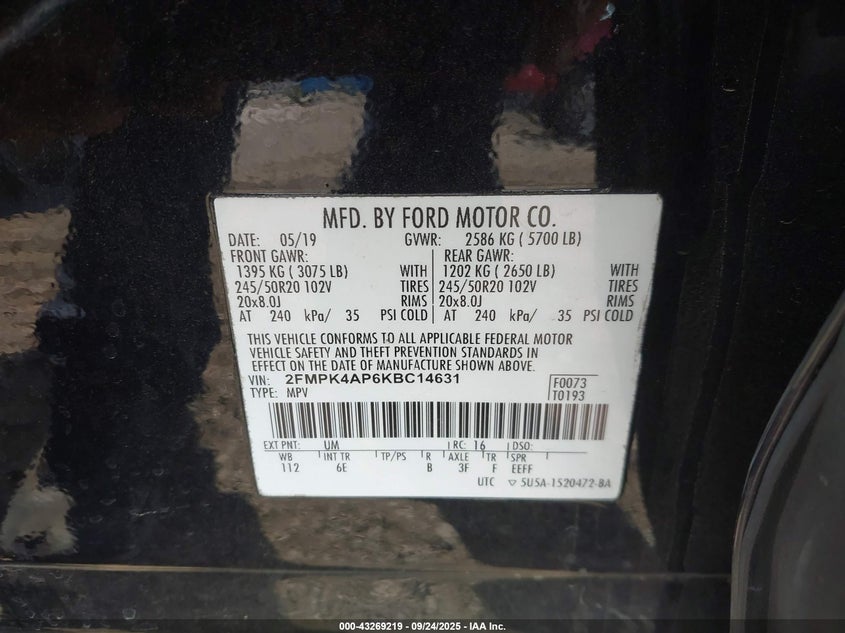 MFD. BY FORD MOTOR CO.
DATE: 05/19 GVWR: 2586 KG ( 5700 LB)
FRONT GAWR: REAR GAWR:
1395 KG ( 3075 LB) WITH 1202 KG ( 2650 LB) WITH
245/50R20 102V TIRES 245/50R20 102V TIRES
20x8.0J RIMS 20x8.0J RIMS
AT 240 kPa/ 35 PSI COLD AT 240 kPa/ 35 PSI COLD
THIS VEHICLE CONFORMS TO ALL APPLICABLE FEDERAL MOTOR
VEHICLE SAFETY AND THEFT PREVENTION STANDARDS IN
EFFECT ON THE DATE OF MANUFACTURE SHOWN ABOVE.
VIN: 2FMPK4AP6KBC14631 F0073
TYPE: MPV T0193
EXT PNT: UM RC: 16 DSO:
WB INT TR TP/PS R AXLE TR SPR
112 6E B 3F F EEFF
UTC ▽ 5U5A-1520472-BA
000-43269219 - 09/24/2025 - IAA Inc.